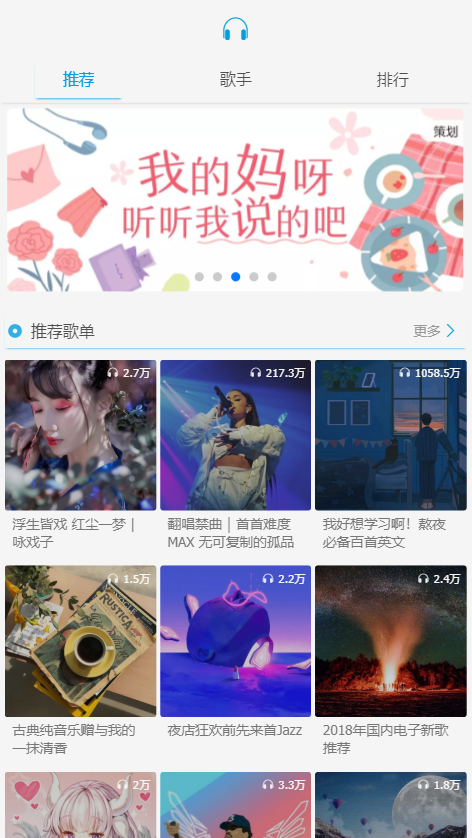 推荐
歌手
排行
策划
我的妈呀
听听我说的吧
推荐歌单
更多
2.7万
217.3万
1058.5万
浮生皆戏 红尘一梦 |
咏戏子
翻唱禁曲 | 首首难度
MAX 无可复制的孤品
我好想学习啊！熬夜
必备百首英文
1.5万
2.2万
2.4万
RUSTICA
古典纯音乐赠与我的
一抹清香
夜店狂欢前先来首Jazz
2018年国内电子新歌
推荐
2万
3.3万
1.8万